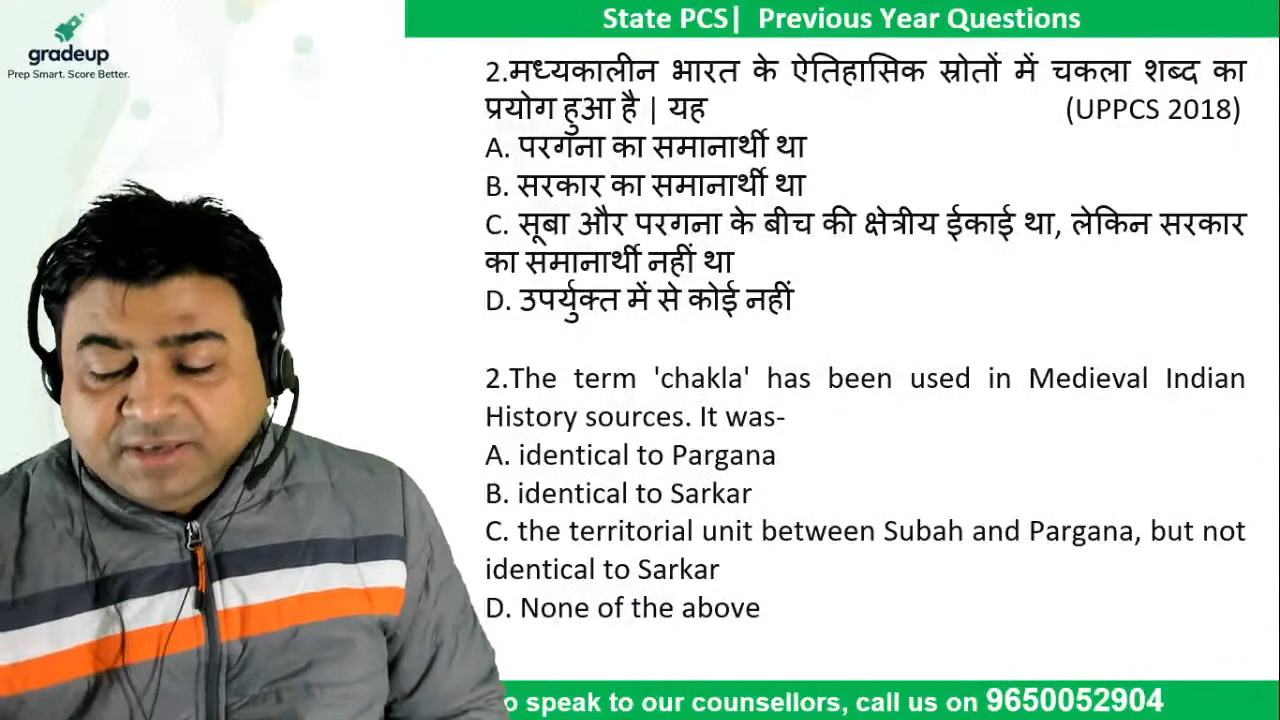 State PCS| Previous Year Questions
gradeup
Prep Smart. Score Better.
2.मध्यकालीन भारत के ऐतिहासिक स्रोतों में चकला शब्द का
प्रयोग हुआ है | यह (UPPCS 2018)
A. परगना का समानार्थी था
B. सरकार का समानार्थी था
C. सूबा और परगना के बीच की क्षेत्रीय ईकाई था, लेकिन सरकार
का समानार्थी नहीं था
D. उपर्युक्त में से कोई नहीं
2.The term 'chakla' has been used in Medieval Indian
History sources. It was-
A. identical to Pargana
B. identical to Sarkar
C. the territorial unit between Subah and Pargana, but not
identical to Sarkar
D. None of the above
o speak to our counsellors, call us on 9650052904